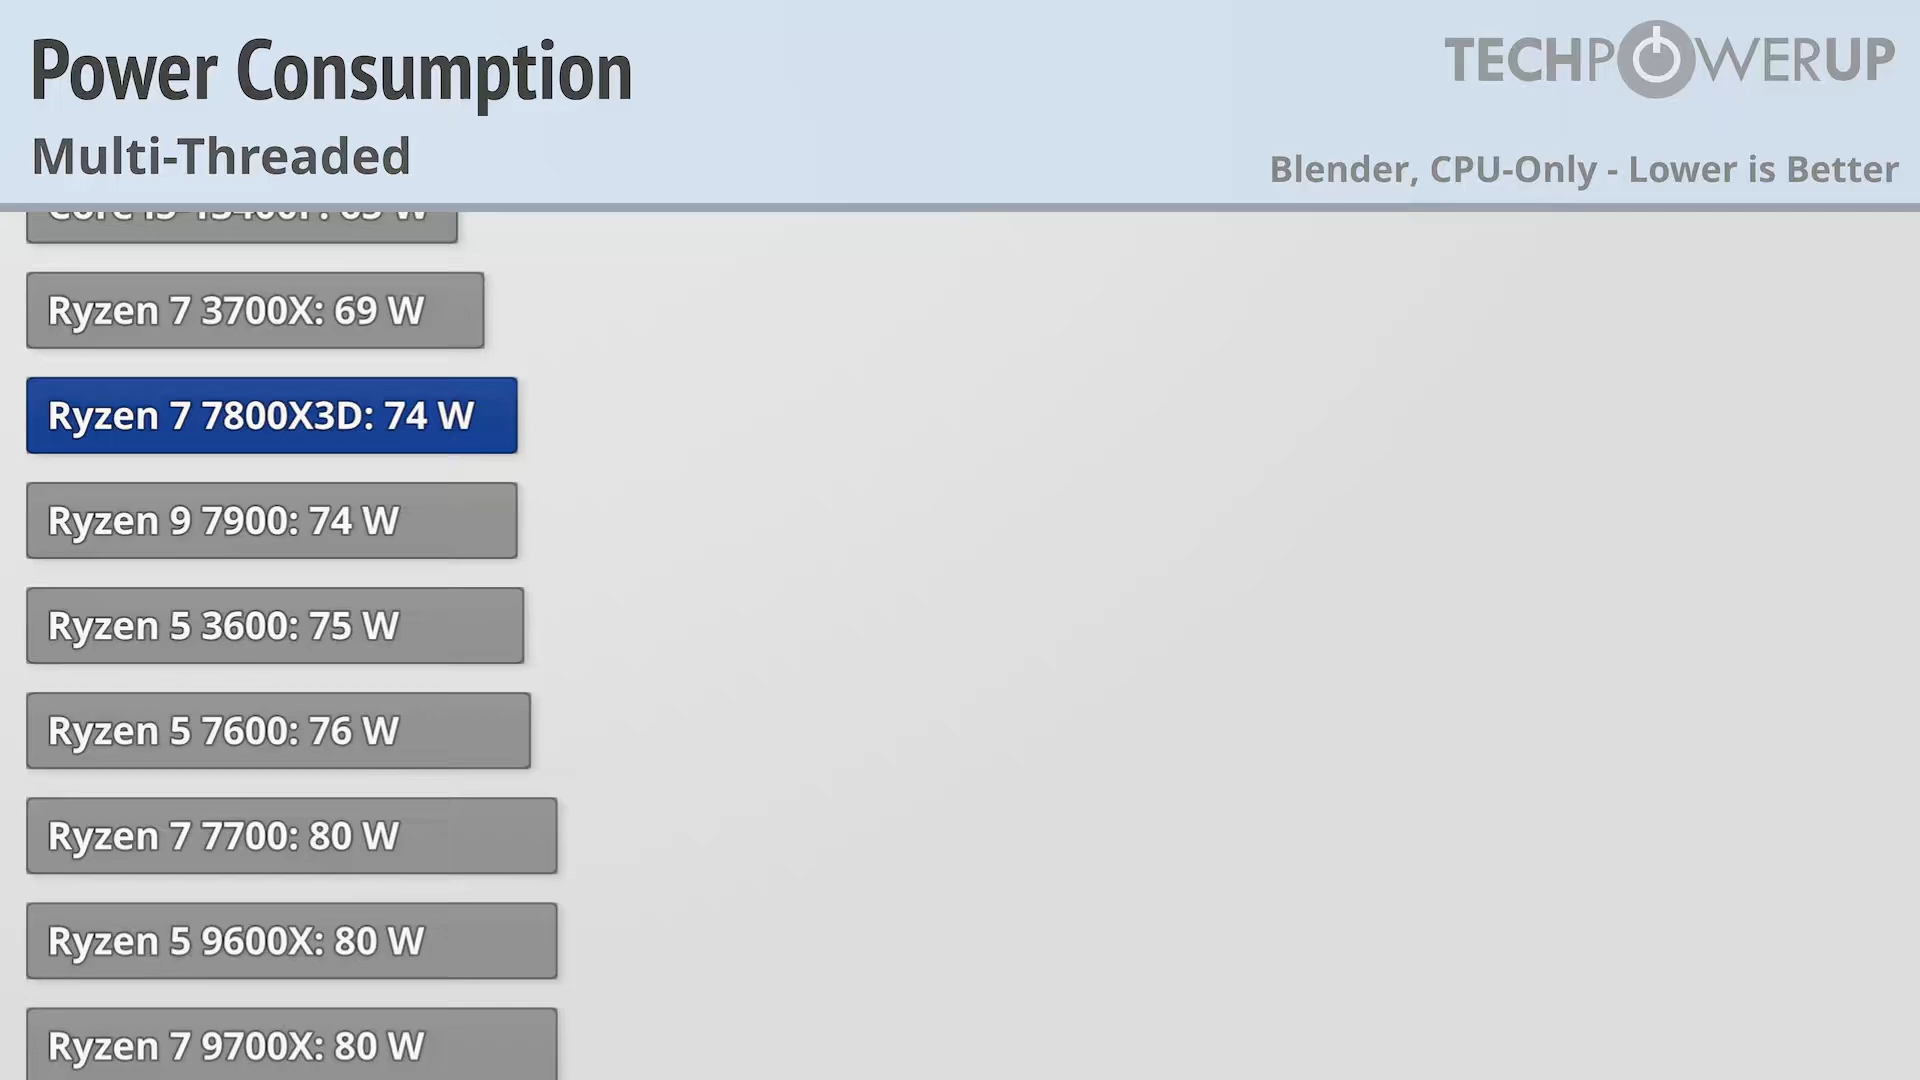 Power Consumption
TECHPOWERUP
Multi-Threaded
Blender, CPU-Only - Lower is Better
Ryzen 7 3700X: 69 W
Ryzen 7 7800X3D: 74 W
Ryzen 9 7900: 74 W
Ryzen 5 3600: 75 W
Ryzen 5 7600: 76 W
Ryzen 7 7700: 80 W
Ryzen 5 9600X: 80 W
Ryzen 7 9700X: 80 W